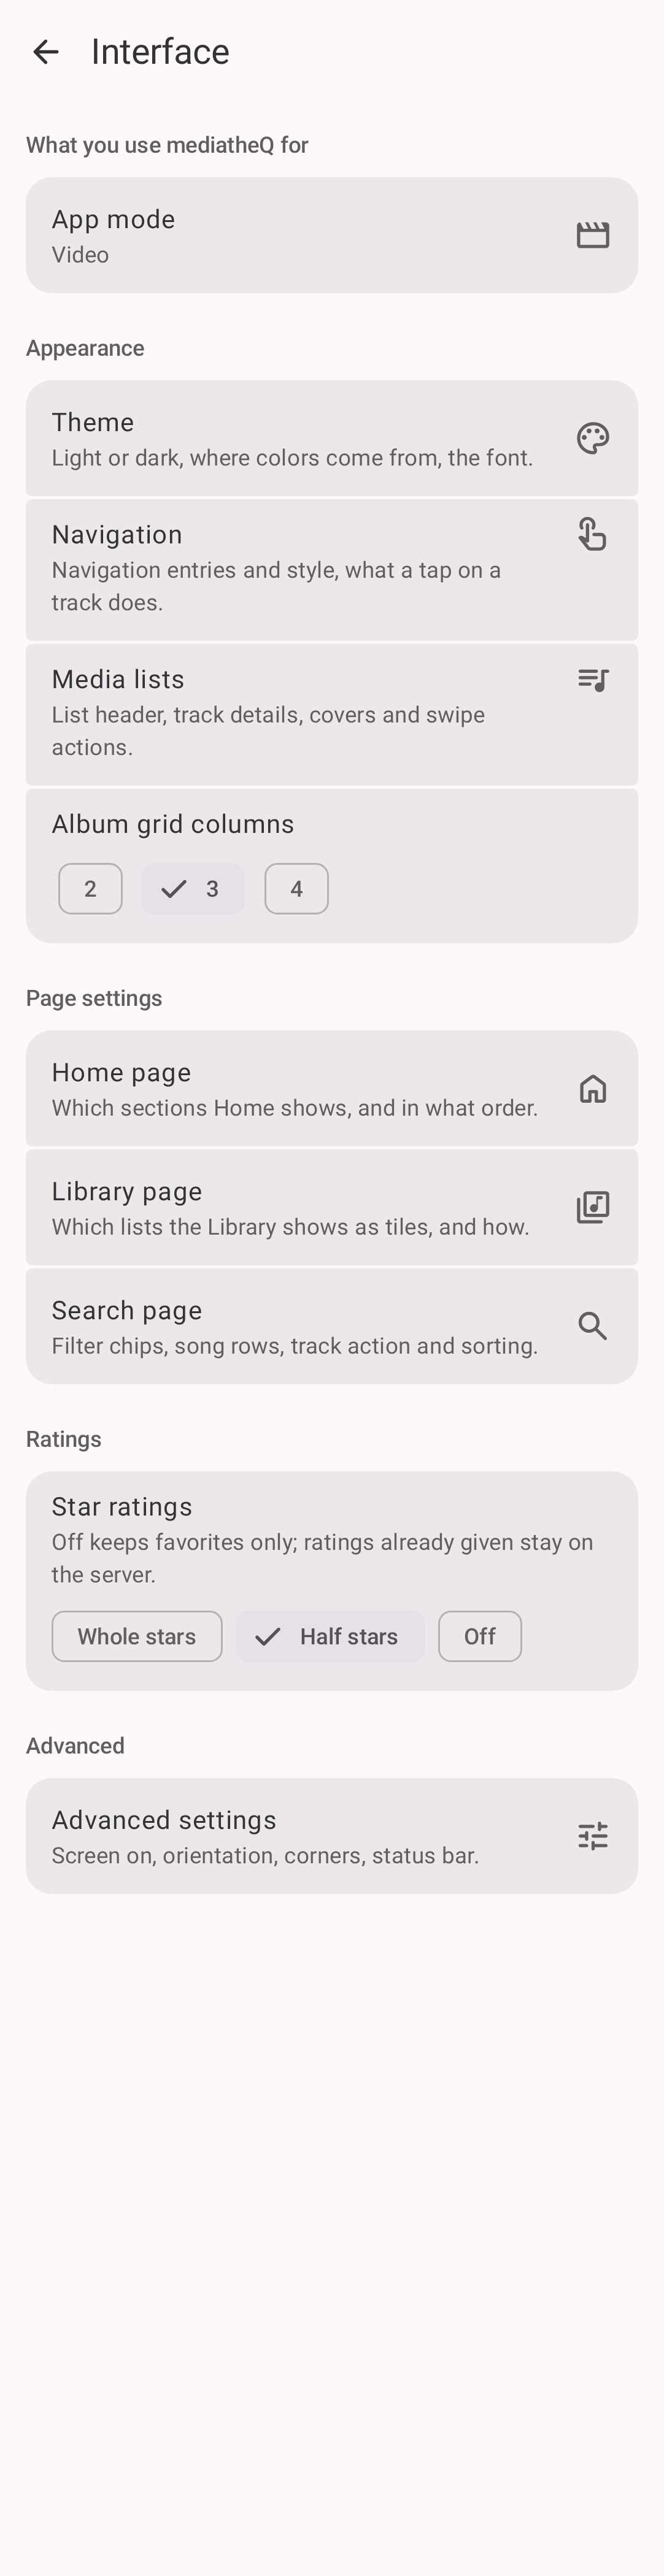 Interface
What you use mediatheQ for
App mode
Video
Appearance
Theme
Light or dark, where colors come from, the font.
Navigation
Navigation entries and style, what a tap on a
track does.
Media lists
List header, track details, covers and swipe
actions.
Album grid columns
2 3 4
Page settings
Home page
Which sections Home shows, and in what order.
Library page
Which lists the Library shows as tiles, and how.
Search page
Filter chips, song rows, track action and sorting.
Ratings
Star ratings
Off keeps favorites only; ratings already given stay on
the server.
Whole stars Half stars Off
Advanced
Advanced settings
Screen on, orientation, corners, status bar.